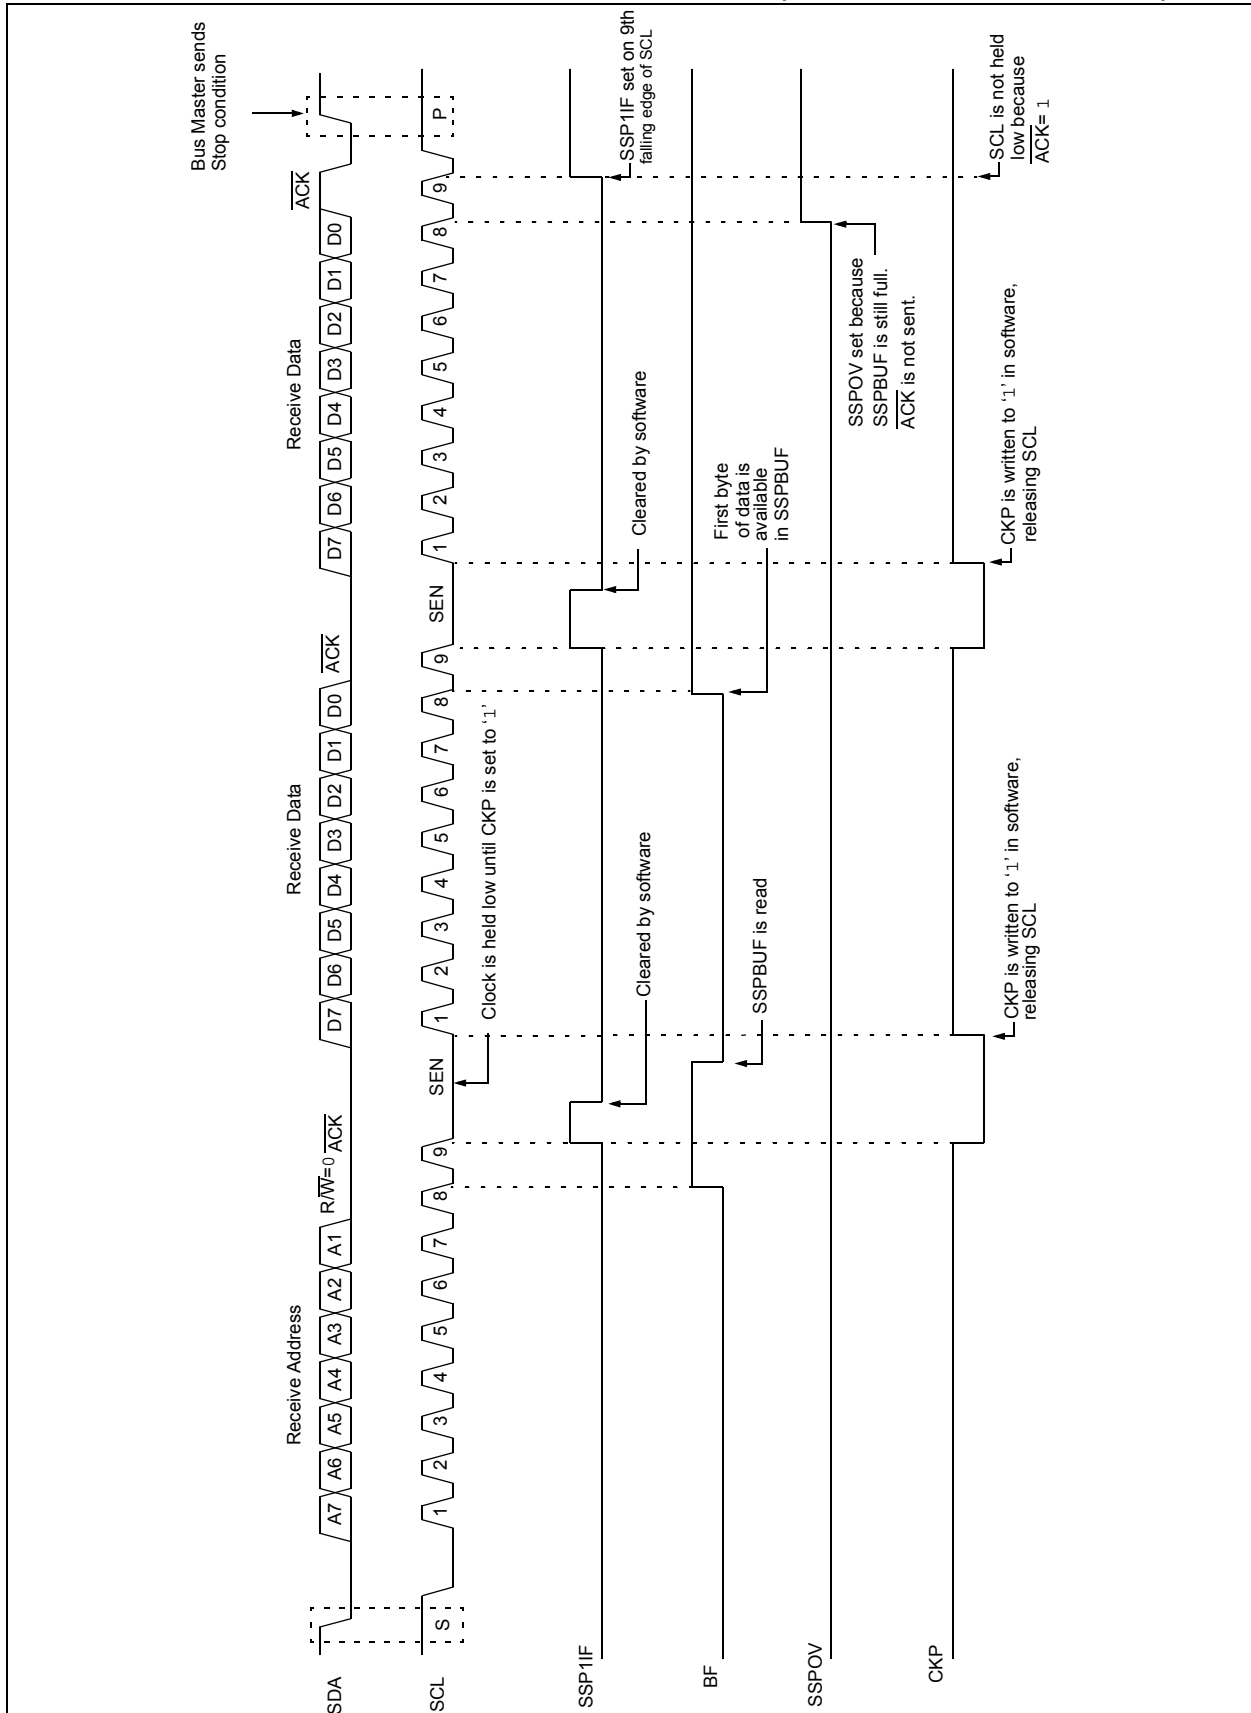 Bus Master sends
Stop condition
Receive Address
R/W=0 ACK
Receive Data
ACK
Receive Data
ACK
SDA
A7 A6 A5 A4 A3 A2 A1
D7 D6 D5 D4 D3 D2 D1 D0
D7 D6 D5 D4 D3 D2 D1 D0
SCL
S
1 2 3 4 5 6 7 8 9
SEN
1 2 3 4 5 6 7 8 9
SEN
1 2 3 4 5 6 7 8 9
P
Clock is held low until CKP is set to ‘1’
SSP1IF
Cleared by software
Cleared by software
SSP1IF set on 9th
falling edge of SCL
BF
SSPBUF is read
First byte
of data is
available
in SSPBUF
SSPOV
SSPOV set because
SSPBUF is still full.
ACK is not sent.
CKP
CKP is written to ‘1’ in software,
releasing SCL
CKP is written to ‘1’ in software,
releasing SCL
SCL is not held
low because
ACK= 1